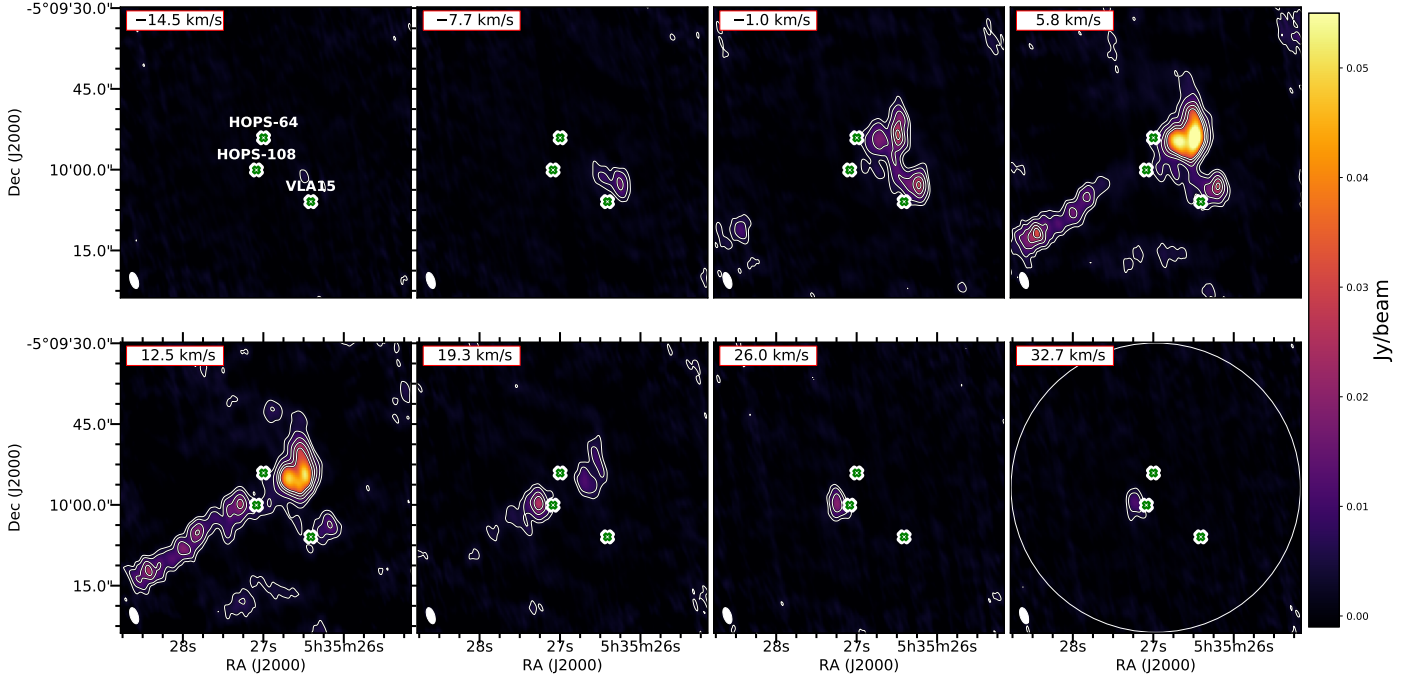 −14.5 km/s
−7.7 km/s
−1.0 km/s
5.8 km/s
-5°09'30.0"
45.0"
10'00.0"
15.0"
Dec (J2000)
HOPS-64
HOPS-108
VLA15
12.5 km/s
19.3 km/s
26.0 km/s
32.7 km/s
-5°09'30.0"
45.0"
10'00.0"
15.0"
Dec (J2000)
28s 27s 5h35m26s
RA (J2000)
28s 27s 5h35m26s
RA (J2000)
28s 27s 5h35m26s
RA (J2000)
28s 27s 5h35m26s
RA (J2000)
0.05
0.04
0.03
0.02
0.01
0.00
Jy/beam